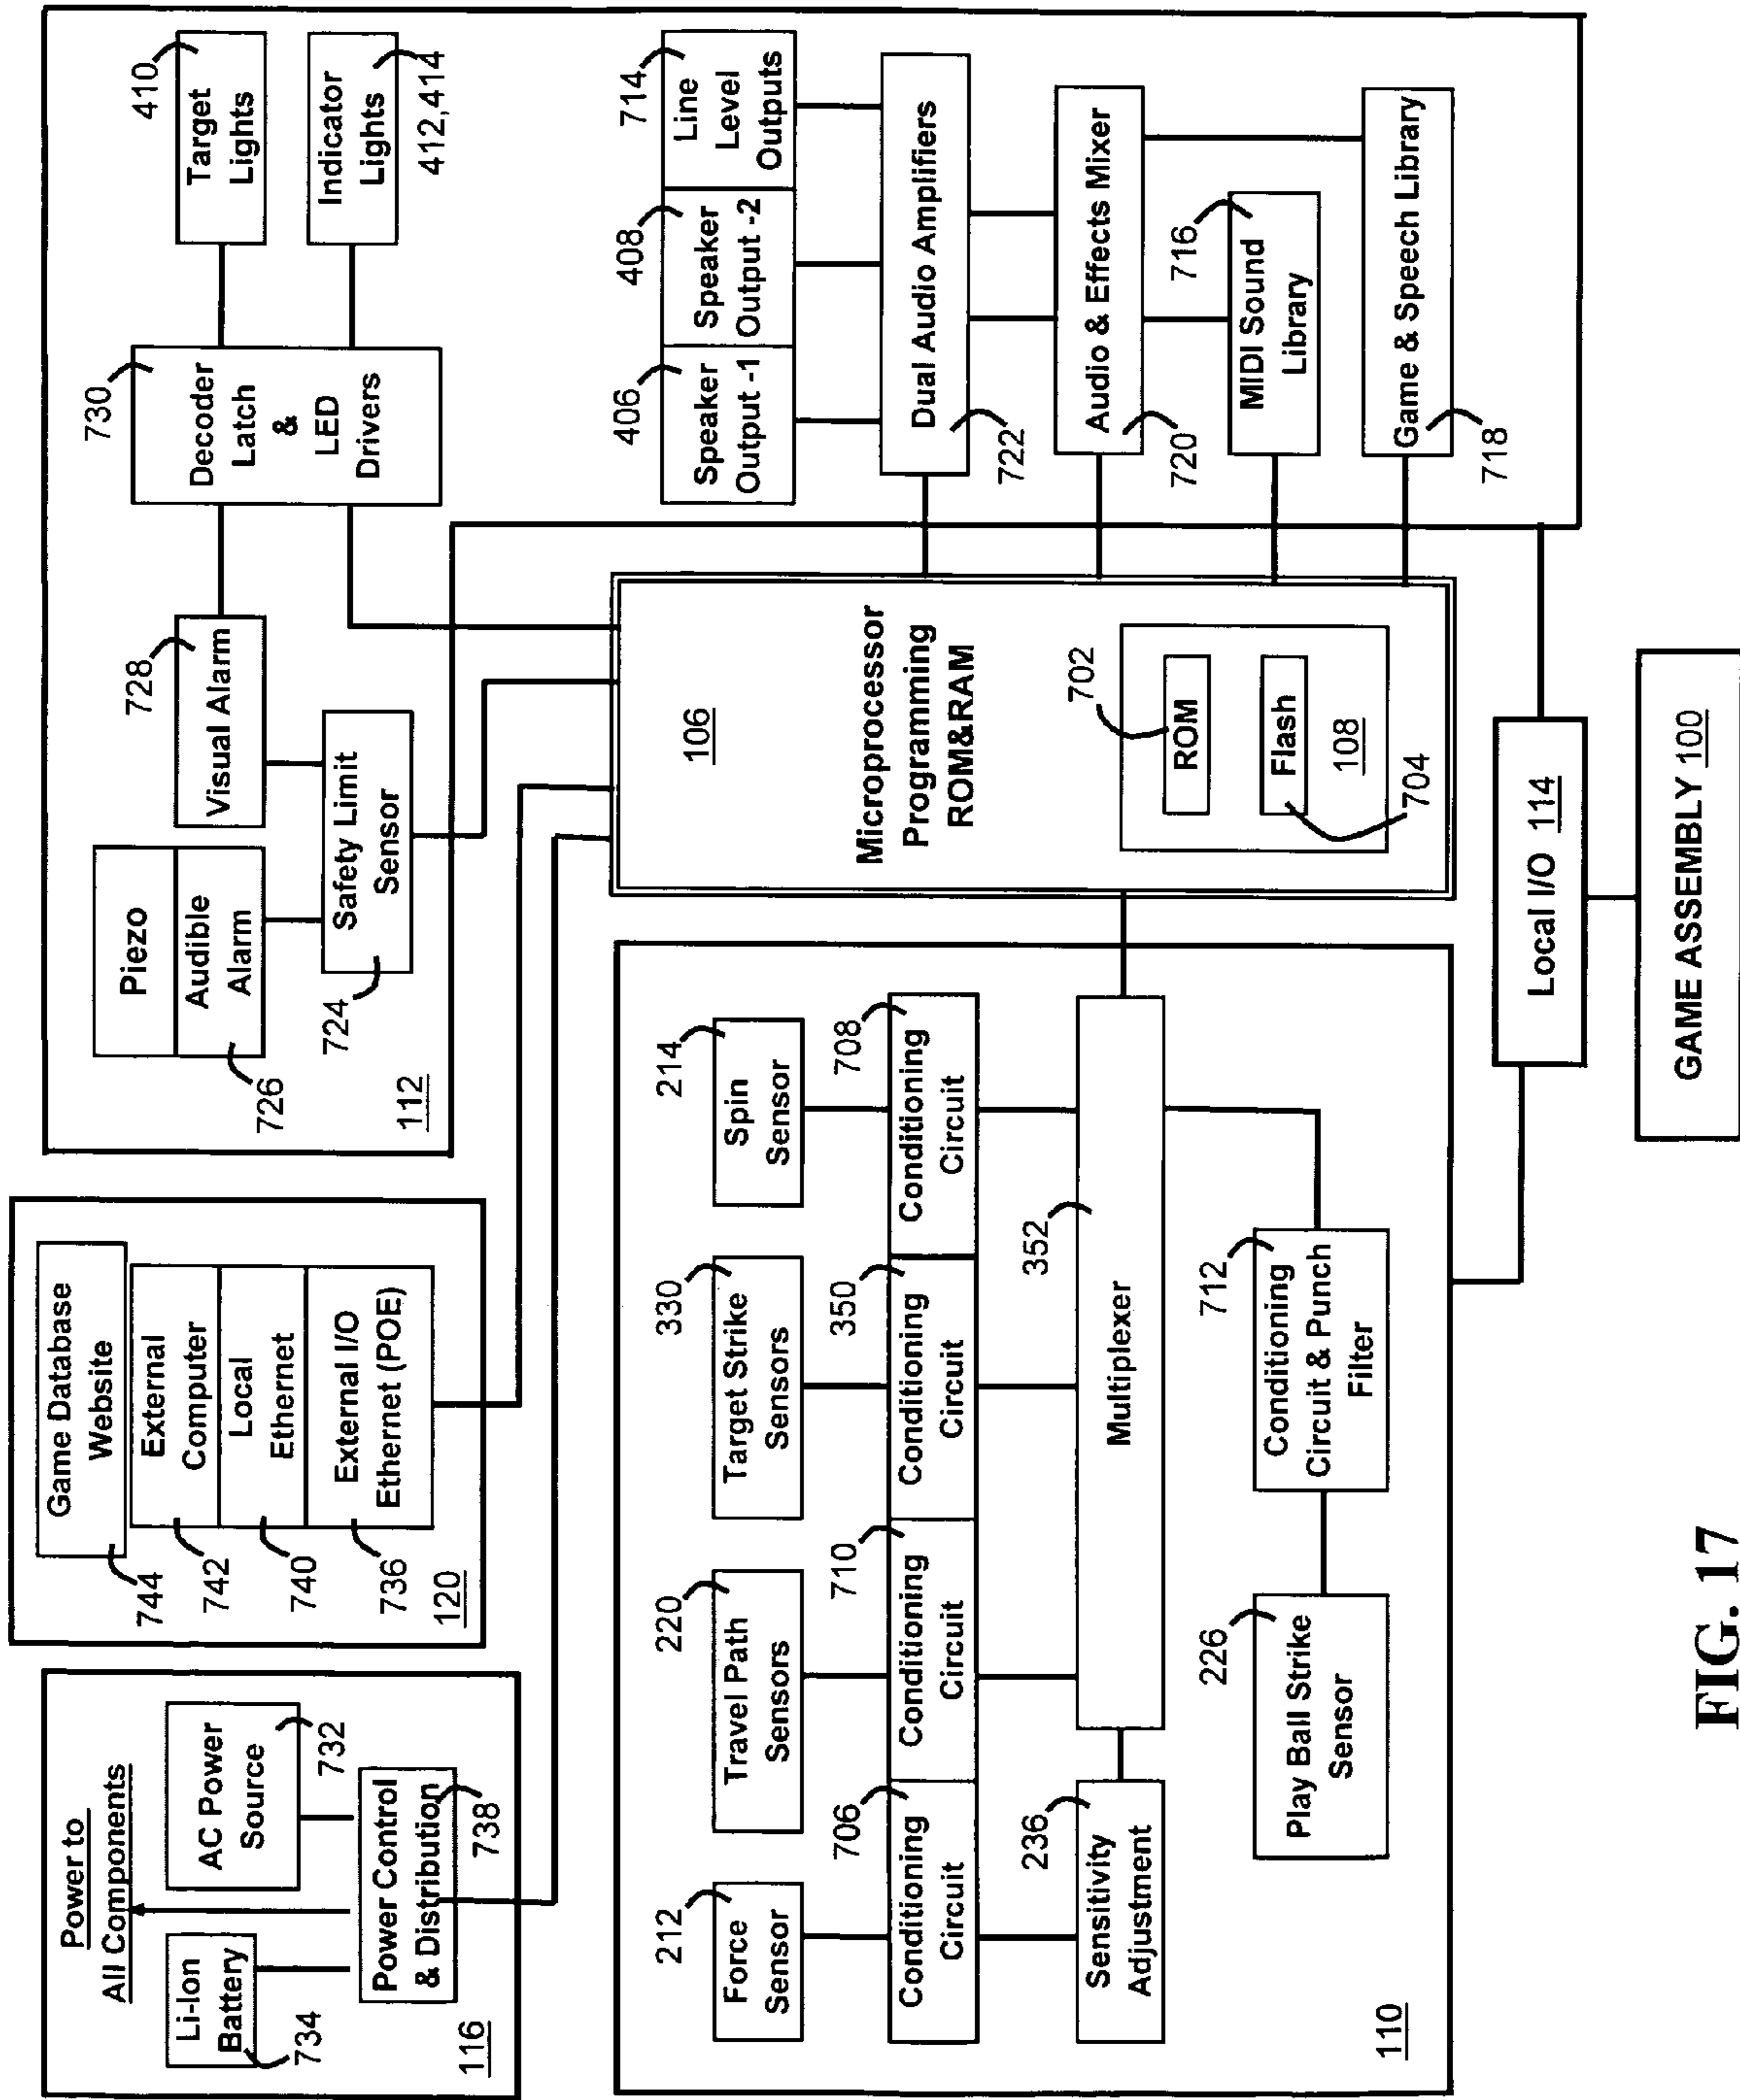 Power to
All Components
Li-Ion
Battery
734
AC Power
Source
732
Power Control
& Distribution
738
116
Game Database
Website
744
External
Computer
742
Local
Ethernet
740
External I/O
Ethernet (POE)
736
120
Piezo
Audible
Alarm
726
112
Visual Alarm
728
Safety Limit
Sensor
724
730
Decoder
Latch
&
LED
Drivers
410
Target
Lights
Indicator
Lights
412,414
406
Speaker
Output -1
408
Speaker
Output -2
714
Line
Level
Outputs
Dual Audio Amplifiers
722
Audio & Effects Mixer
720
716
MIDI Sound
Library
Game & Speech Library
718
106
Microprocessor
Programming
ROM&RAM
702
ROM
Flash
108
704
212
Force
Sensor
220
Travel Path
Sensors
330
Target Strike
Sensors
214
Spin
Sensor
706
Conditioning
Circuit
710
Conditioning
Circuit
350
Conditioning
Circuit
708
Conditioning
Circuit
236
Sensitivity
Adjustment
352
Multiplexer
226
Play Ball Strike
Sensor
712
Conditioning
Circuit & Punch
Filter
110
Local I/O 114
GAME ASSEMBLY 100
FIG. 17